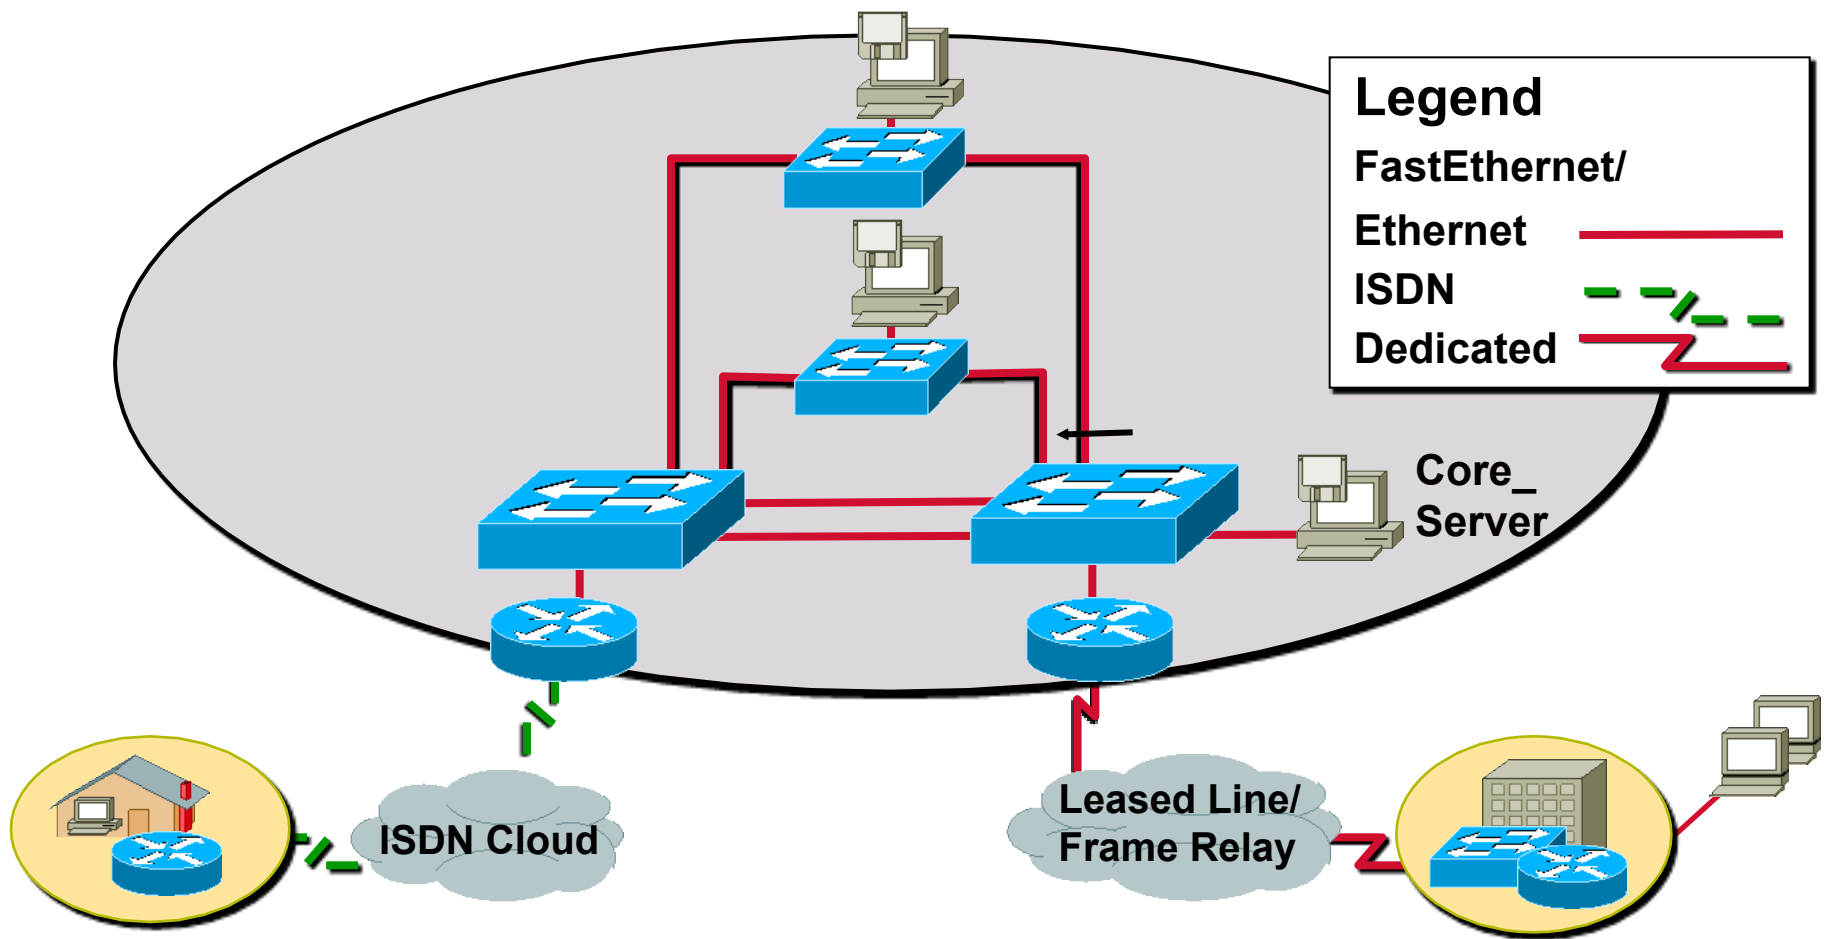 Legend
FastEthernet/
Ethernet
ISDN
Dedicated
Core_
Server
ISDN Cloud
Leased Line/
Frame Relay